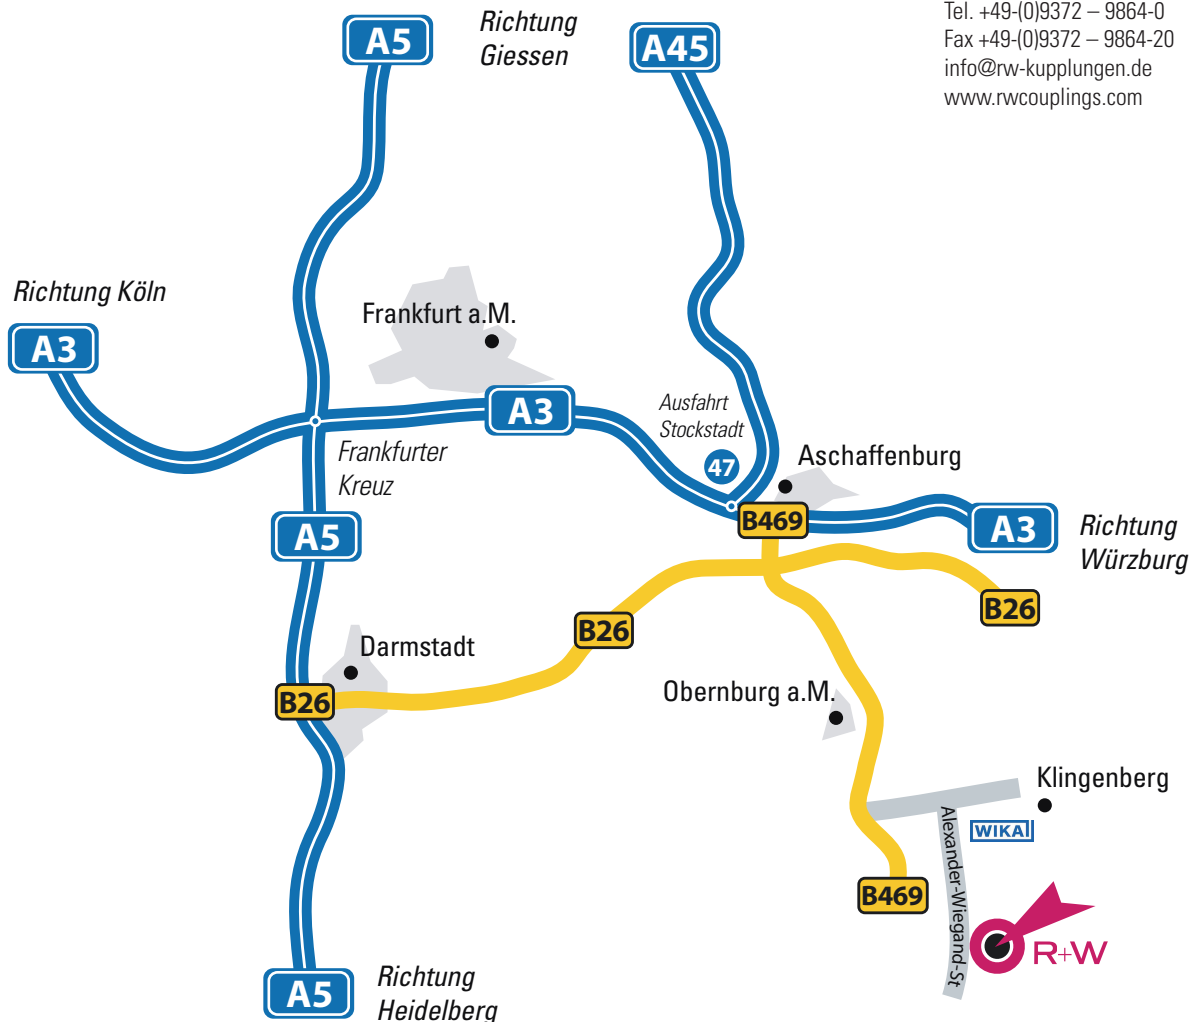 Tel. +49-(0)9372 – 9864-0
Fax +49-(0)9372 – 9864-20
info@rw-kupplungen.de
www.rwcouplings.com
A5
Richtung
Giessen
A45
Richtung Köln
A3
Frankfurt a.M.
A3
Ausfahrt
Stockstadt
47
Frankfurter
Kreuz
Aschaffenburg
B469
A5
A3
Richtung
Würzburg
B26
B26
Darmstadt
B26
Obernburg a.M.
Klingenberg
WIKA
Alexander-Wiegand-St
B469
R+W
A5
Richtung
Heidelberg